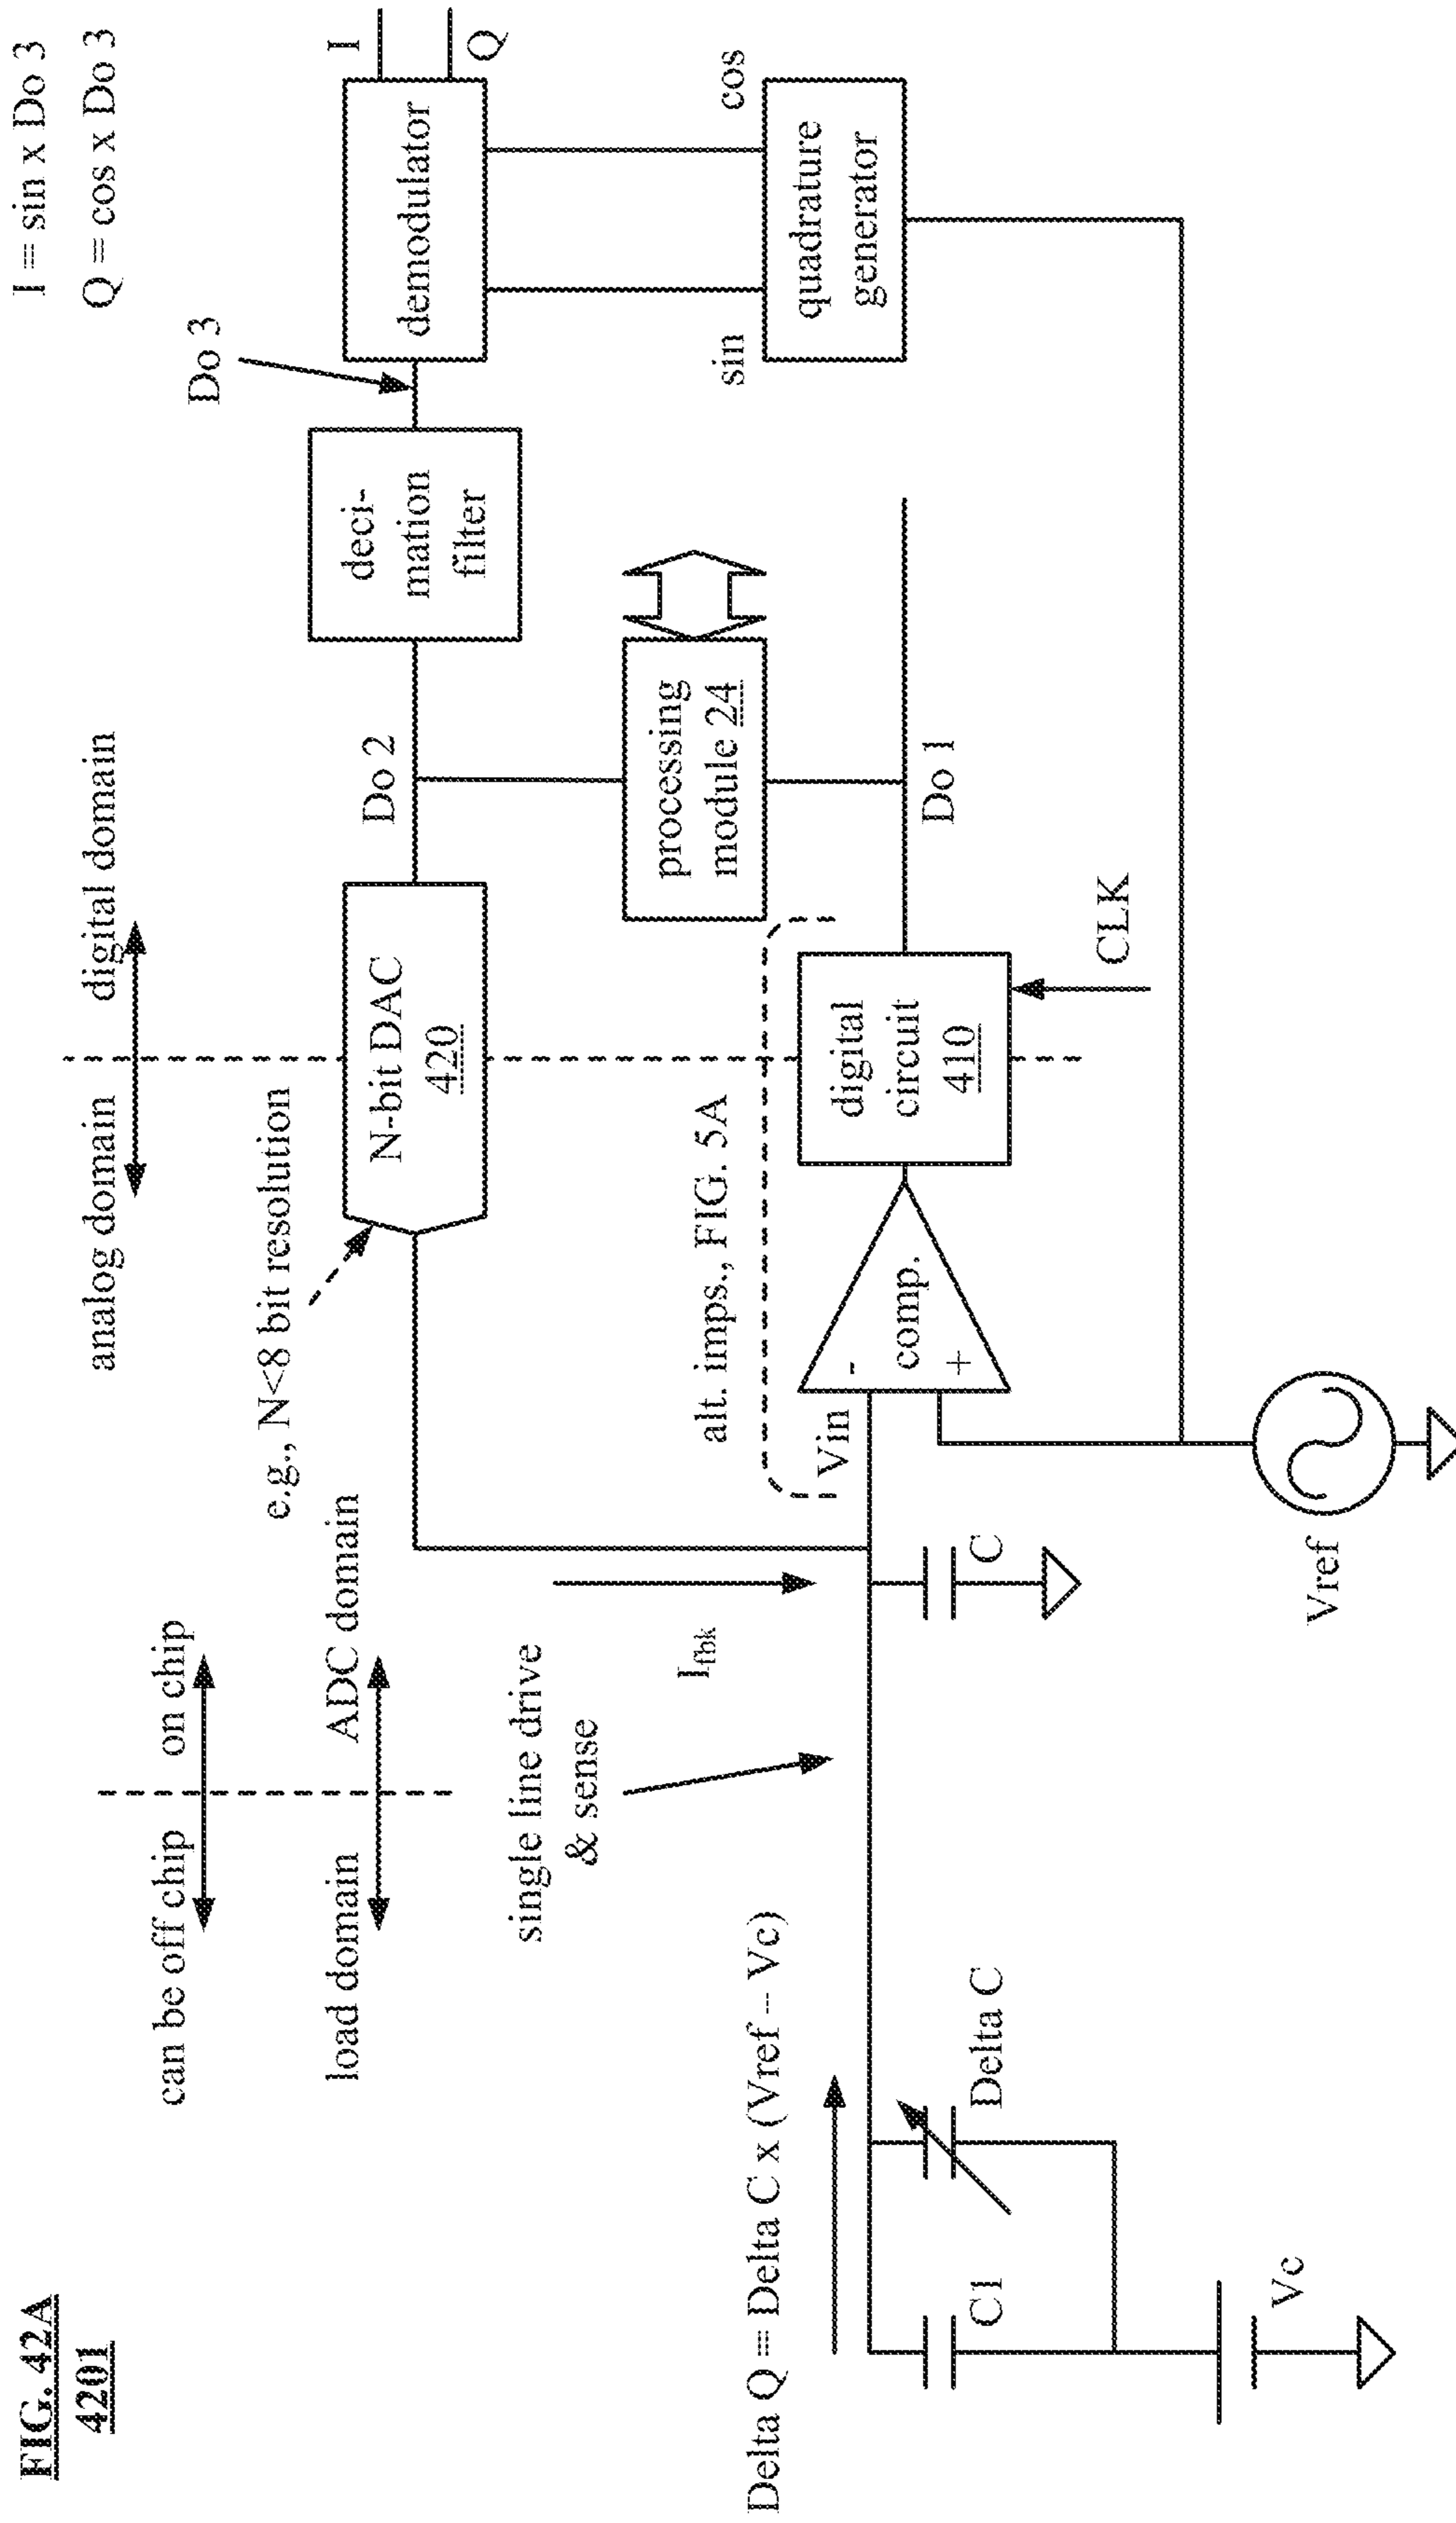 FIG. 42A
4201
can be off chip
on chip
load domain
ADC domain
analog domain
digital domain
I = sin x Do 3
Q = cos x Do 3
e.g., N<8 bit resolution
N-bit DAC
420
Do 2
deci-
mation
filter
Do 3
demodulator
I
Q
single line drive
& sense
I fbk
alt. imps., FIG. 5A
processing
module 24
sin
cos
quadrature
generator
Delta Q = Delta C x (Vref – Vc)
Vin
-
comp.
+
digital
circuit
410
Do 1
CLK
C1
Delta C
C
Vc
Vref